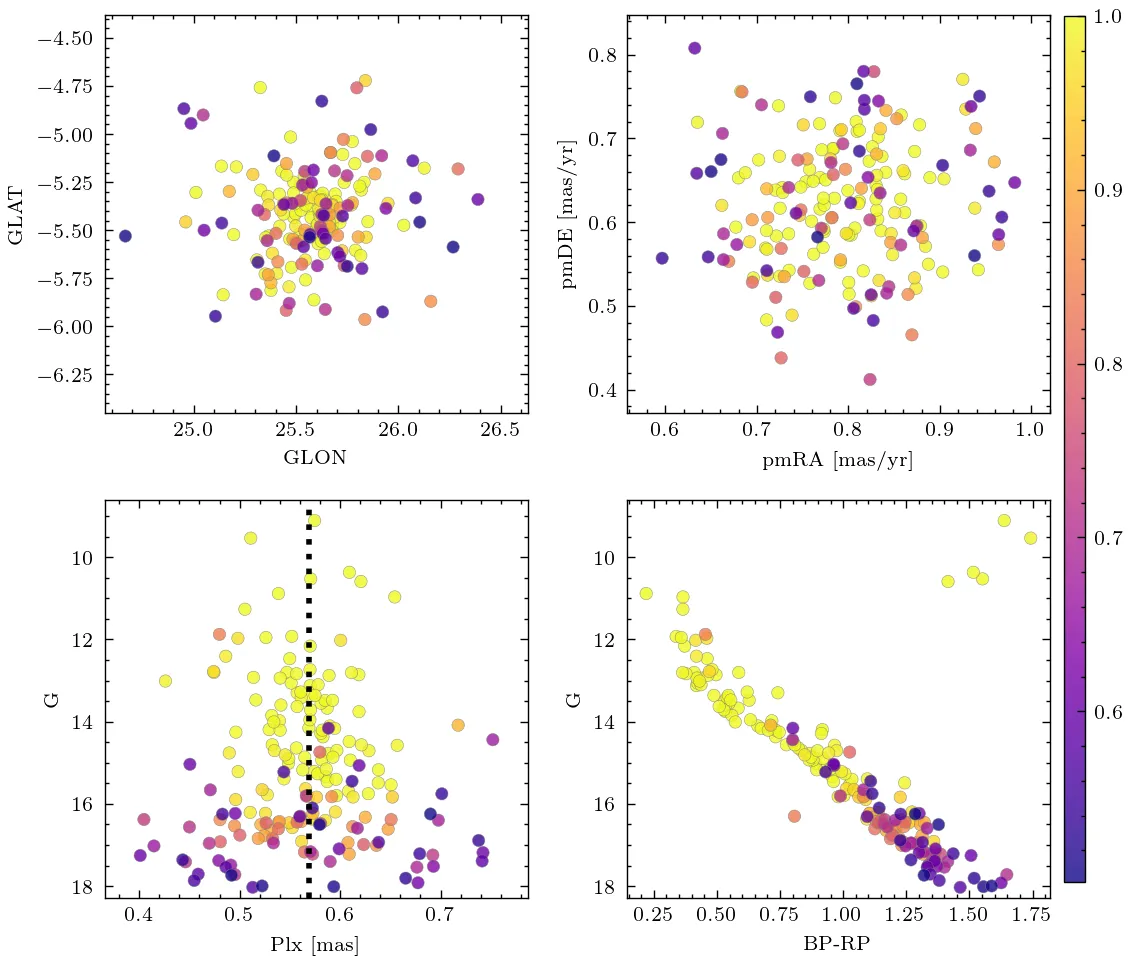 −4.50
−4.75
−5.00
−5.25
−5.50
−5.75
−6.00
−6.25
GLAT
25.0 25.5 26.0 26.5
GLON
0.8
0.7
0.6
0.5
0.4
pmDE [mas/yr]
0.6 0.7 0.8 0.9 1.0
pmRA [mas/yr]
1.0
0.9
0.8
0.7
0.6
10
12
14
16
18
G
0.4 0.5 0.6 0.7
Plx [mas]
10
12
14
16
18
G
0.25 0.50 0.75 1.00 1.25 1.50 1.75
BP-RP